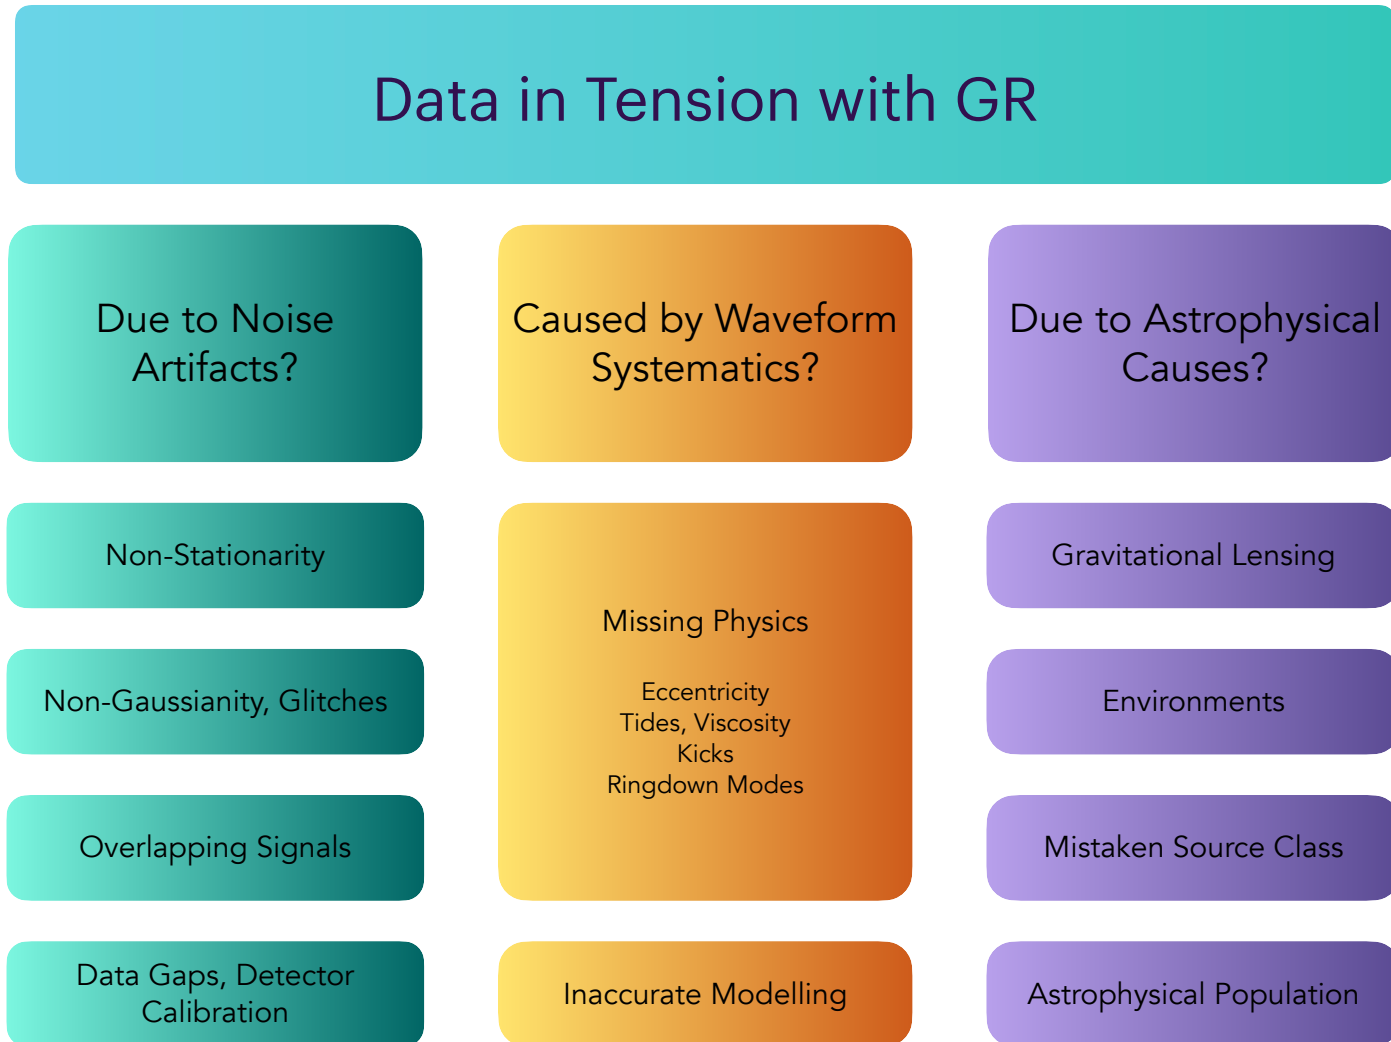 Data in Tension with GR
Due to Noise
Artifacts?
Caused by Waveform
Systematics?
Due to Astrophysical
Causes?
Non-Stationarity
Non-Gaussianity, Glitches
Overlapping Signals
Data Gaps, Detector
Calibration
Missing Physics
Eccentricity
Tides, Viscosity
Kicks
Ringdown Modes
Inaccurate Modelling
Gravitational Lensing
Environments
Mistaken Source Class
Astrophysical Population